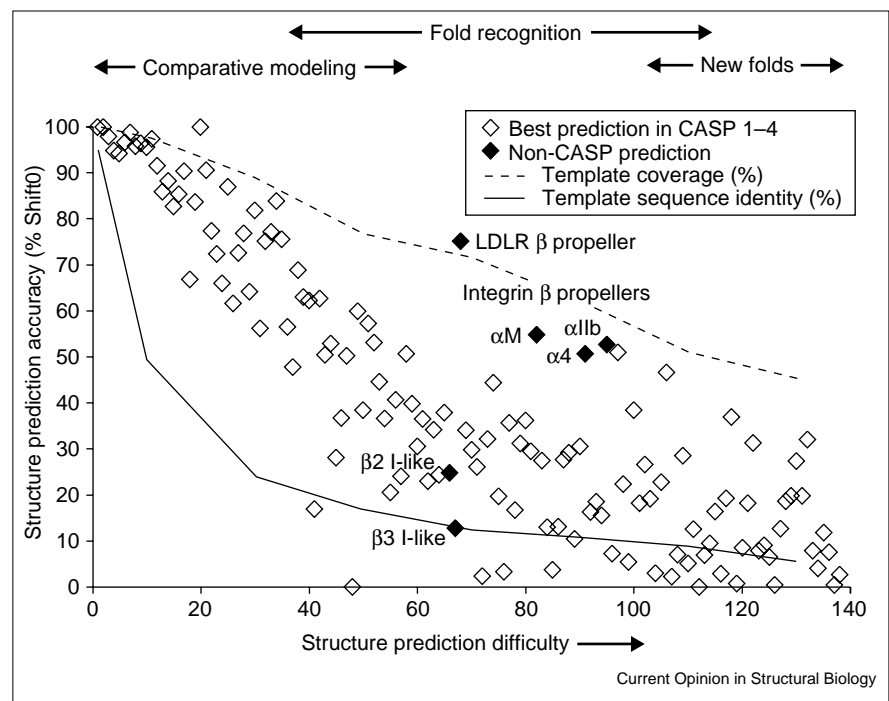 Fold recognition
Comparative modeling
New folds
Best prediction in CASP 1–4
Non-CASP prediction
Template coverage (%)
Template sequence identity (%)
Structure prediction accuracy (% Shift0)
100
90
80
70
60
50
40
30
20
10
0
LDLR β propeller
Integrin β propellers
αM
αIIb
α4
β2 I-like
β3 I-like
0 20 40 60 80 100 120 140
Structure prediction difficulty
Current Opinion in Structural Biology